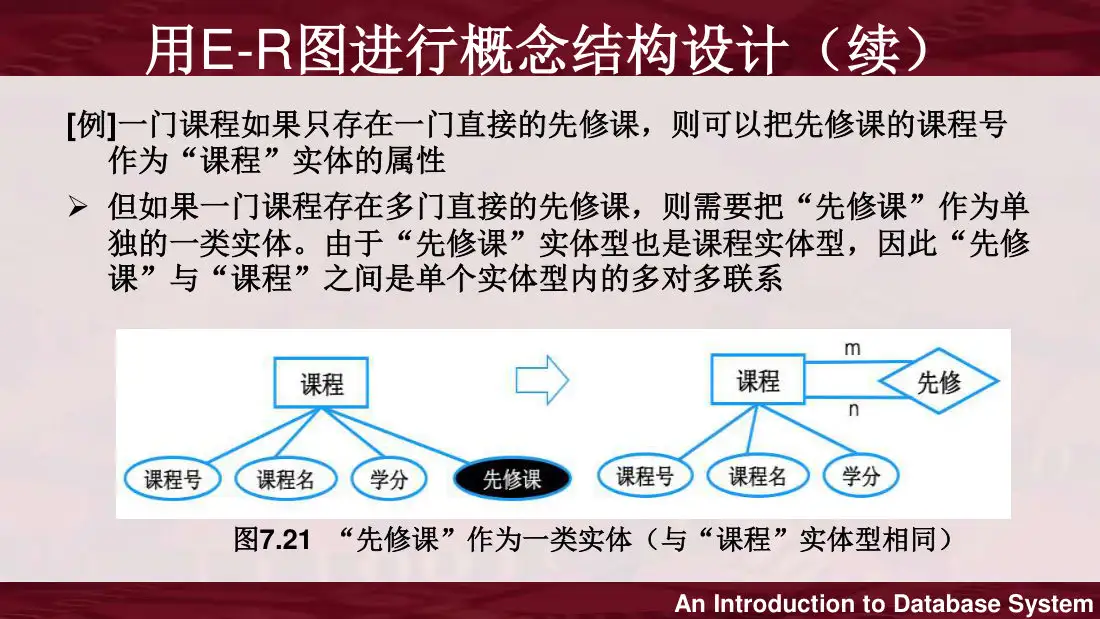 用E-R图进行概念结构设计（续）
[例]一门课程如果只存在一门直接的先修课，则可以把先修课的课程号
作为“课程”实体的属性
➢ 但如果一门课程存在多门直接的先修课，则需要把“先修课”作为单
独的一类实体。由于“先修课”实体型也是课程实体型，因此“先修
课”与“课程”之间是单个实体型内的多对多联系
课程
课程号 课程名 学分 先修课
课程 m 先修
n
课程号 课程名 学分
图7.21 “先修课”作为一类实体（与“课程”实体型相同）
An Introduction to Database System